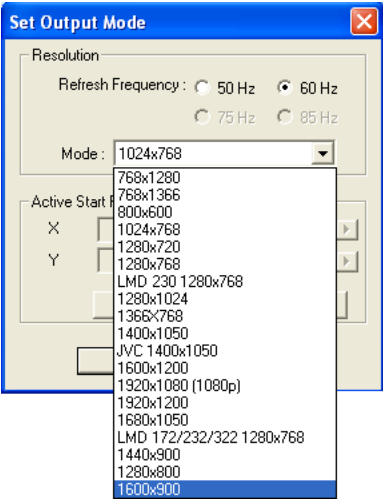 Set Output Mode
Resolution
Refresh Frequency : 50 Hz 60 Hz
75 Hz 85 Hz
Mode : 1024x768
768x1280
768x1366
800x600
1024x768
1280x720
1280x768
LMD 230 1280x768
1280x1024
1366X768
1400x1050
JVC 1400x1050
1600x1200
1920x1080 (1080p)
1920x1200
1680x1050
LMD 172/232/322 1280x768
1440x900
1280x800
1600x900
Active Start
X
Y